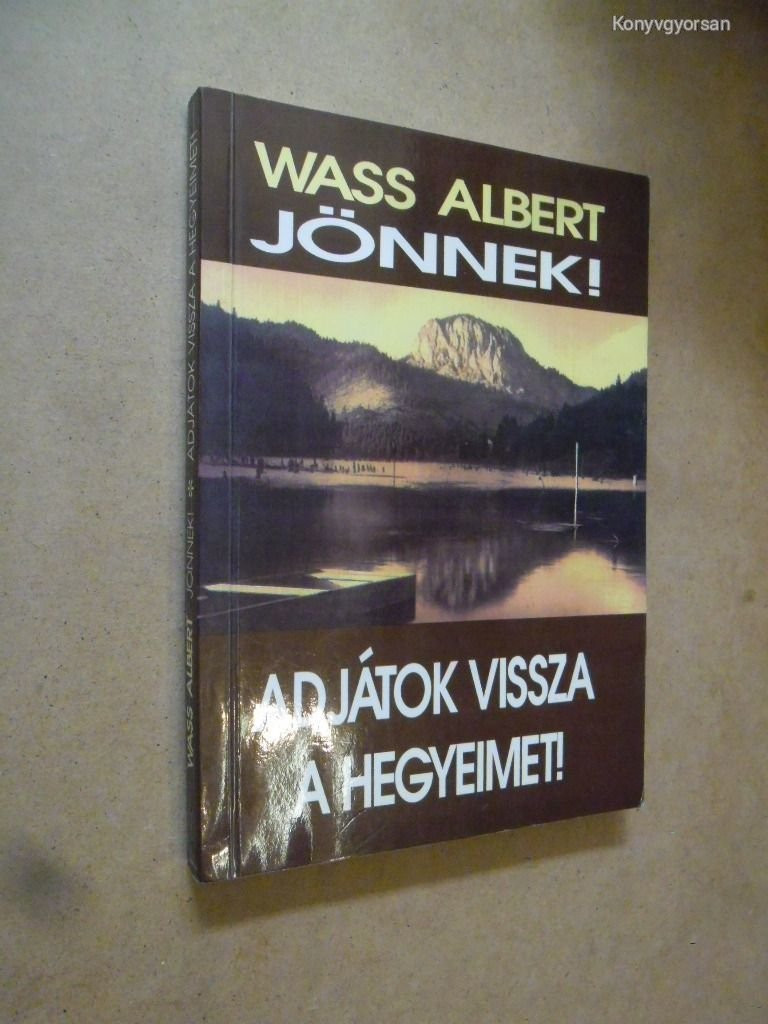 Konyvgyorsan
WASS ALBERT
JÖNNEK!
ADJÁTOK VISSZA
A HEGYEIMET!
WASS ALBERT JÖNNEK! * ADJÁTOK VISSZA A HEGYEIMET!